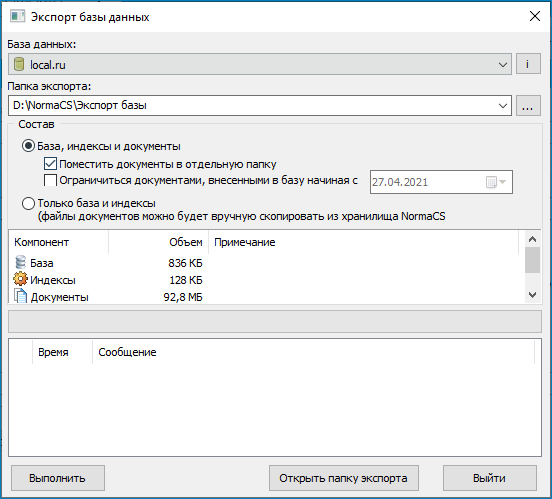 Экспорт базы данных
База данных:
local.ru
i
Папка экспорта:
D:\NormaCS\Экспорт базы
...
Состав
База, индексы и документы
Поместить документы в отдельную папку
Ограничиться документами, внесенными в базу начиная с
27.04.2021
Только база и индексы
(файлы документов можно будет вручную скопировать из хранилища NormaCS
Компонент Объем Примечание
База 836 КБ
Индексы 128 КБ
Документы 92,8 МБ
Время Сообщение
Выполнить Открыть папку экспорта Выйти